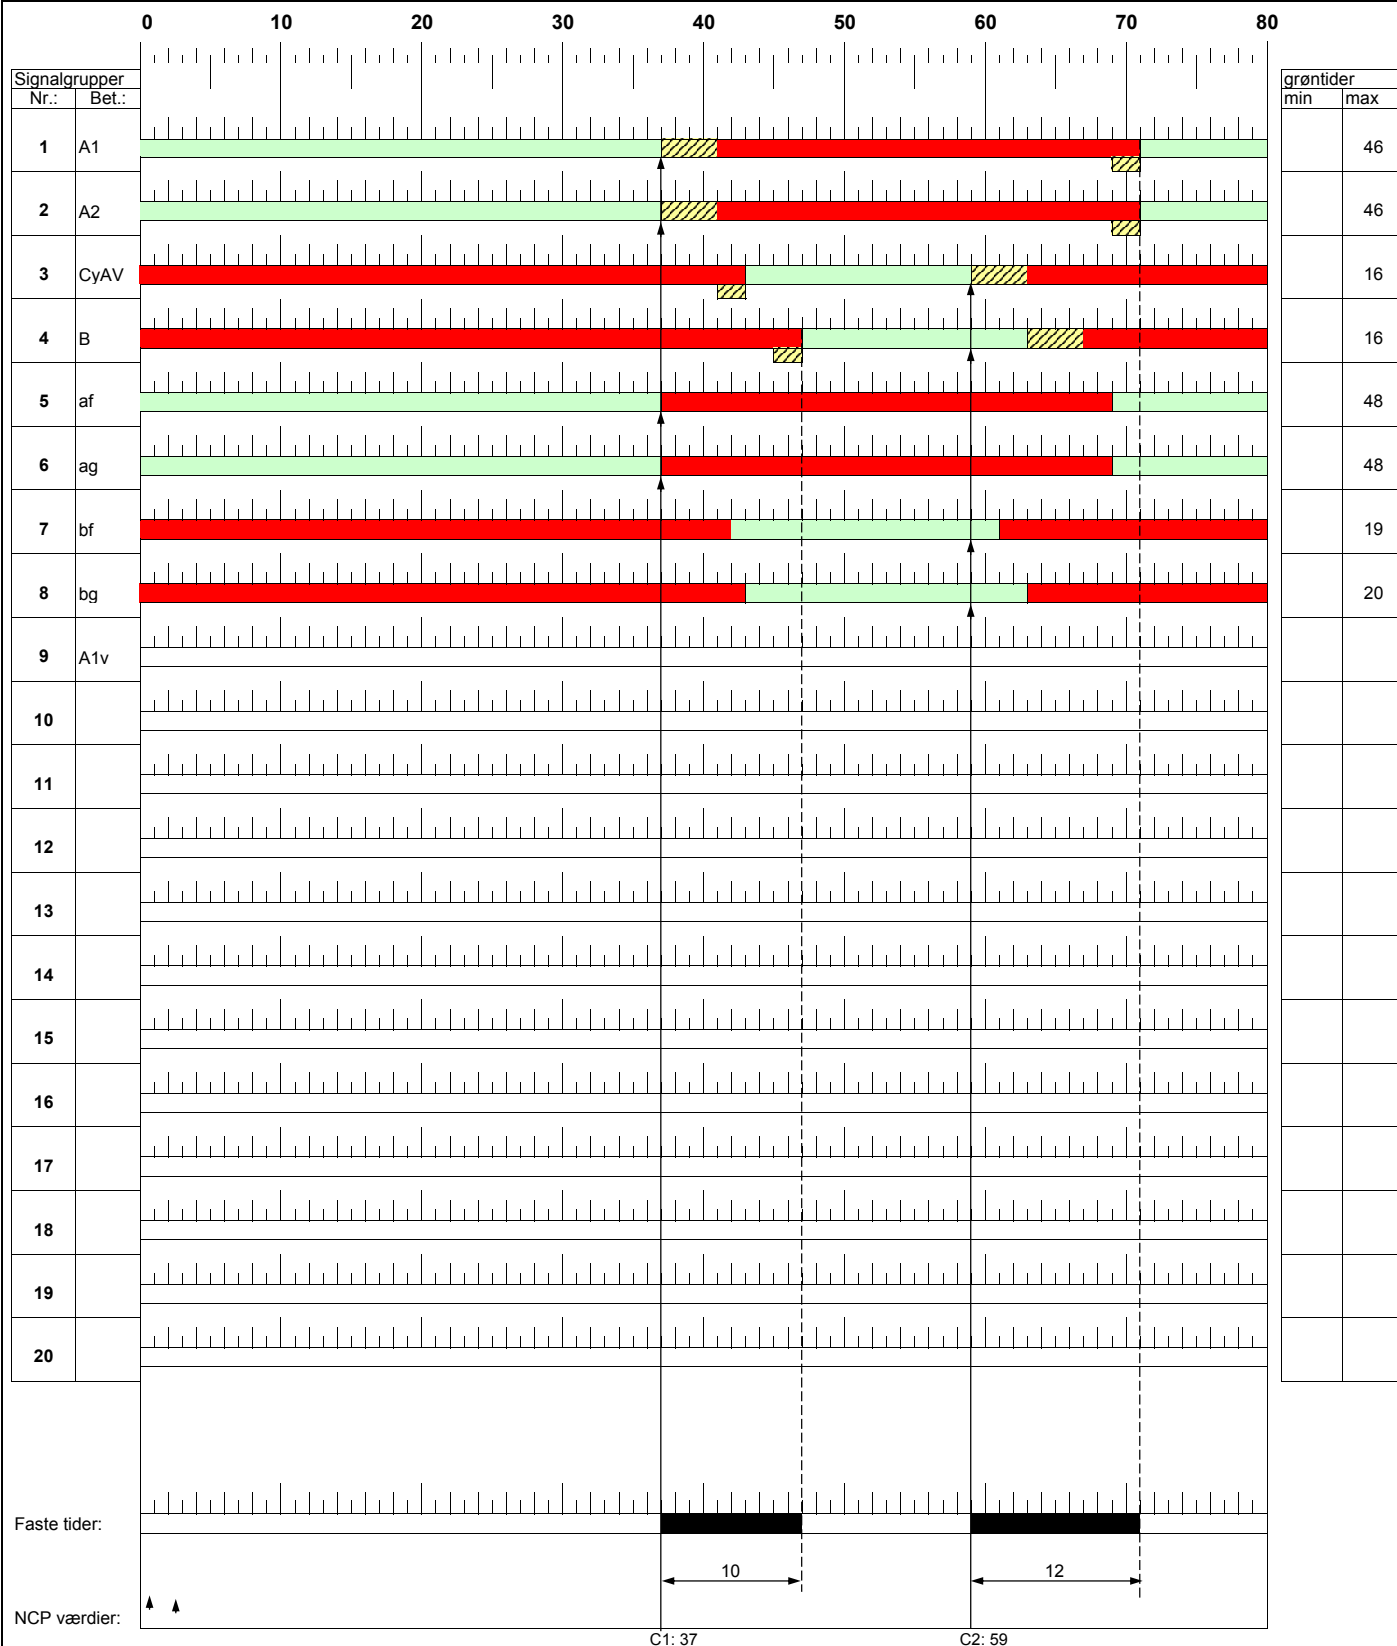 0 10 20 30 40 50 60 70 80
Signalgrupper
grøntider
Nr.: Bet.:
min max
1 A1 46
2 A2 46
3 CyAV 16
4 B 16
5 af 48
6 ag 48
7 bf 19
8 bg 20
9 A1v
10
11
12
13
14
15
16
17
18
19
20
Faste tider:
10 12
NCP værdier:
C1: 37 C2: 59